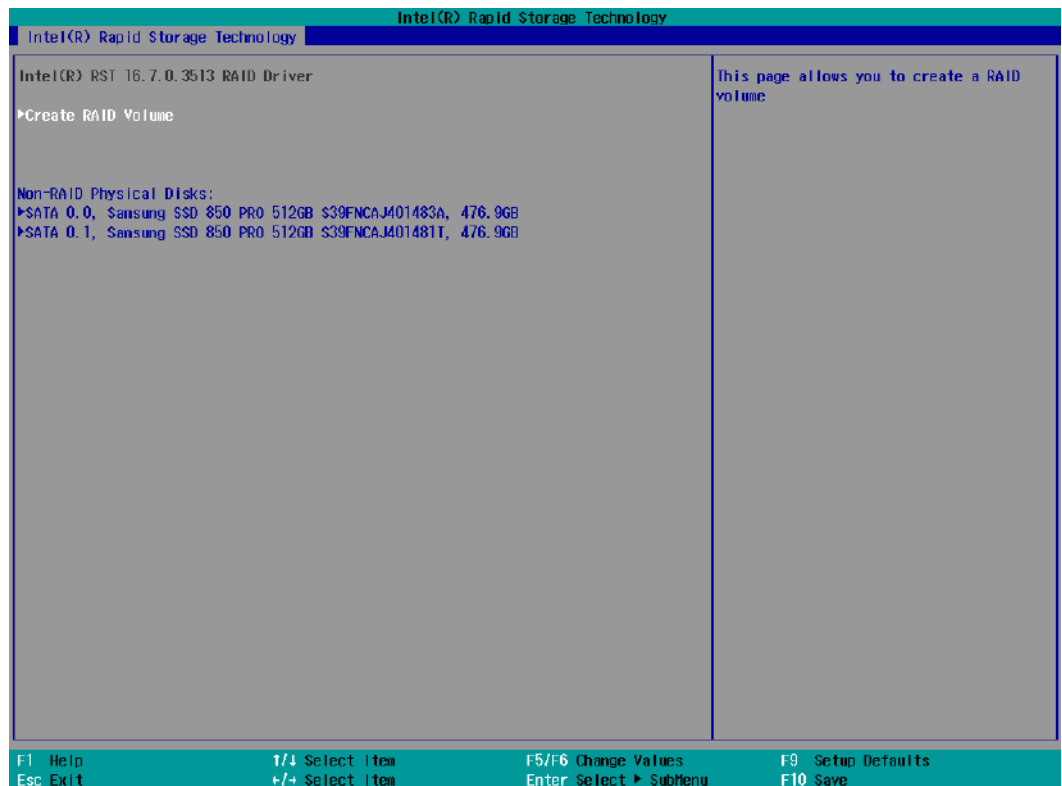 Intel(R) Rapid Storage Technology
Intel(R) Rapid Storage Technology
Intel(R) RST 16.7.0.3513 RAID Driver
▶Create RAID Volume
Non-RAID Physical Disks:
▶SATA 0.0, Samsung SSD 850 PRO 512GB S39FNCAJ401483A, 476.9GB
▶SATA 0.1, Samsung SSD 850 PRO 512GB S39FNCAJ401481T, 476.9GB
This page allows you to create a RAID
volume
F1 Help ↑/↓ Select Item F5/F6 Change Values F9 Setup Defaults
Esc Exit ←/→ Select Item Enter Select ▶ SubMenu F10 Save